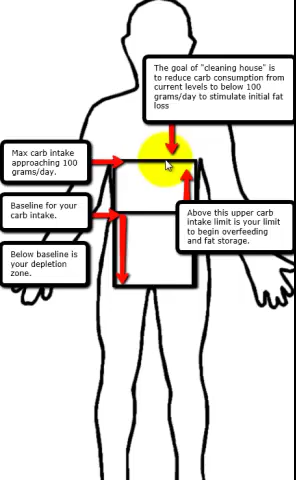 The goal of "cleaning house" is
to reduce carb consumption from
current levels to below 100
grams/day to stimulate initial fat
loss
Max carb intake
approaching 100
grams/day.
Baseline for your
carb intake.
Above this upper carb
intake limit is your limit
to begin overfeeding
and fat storage.
Below baseline is
your depletion
zone.